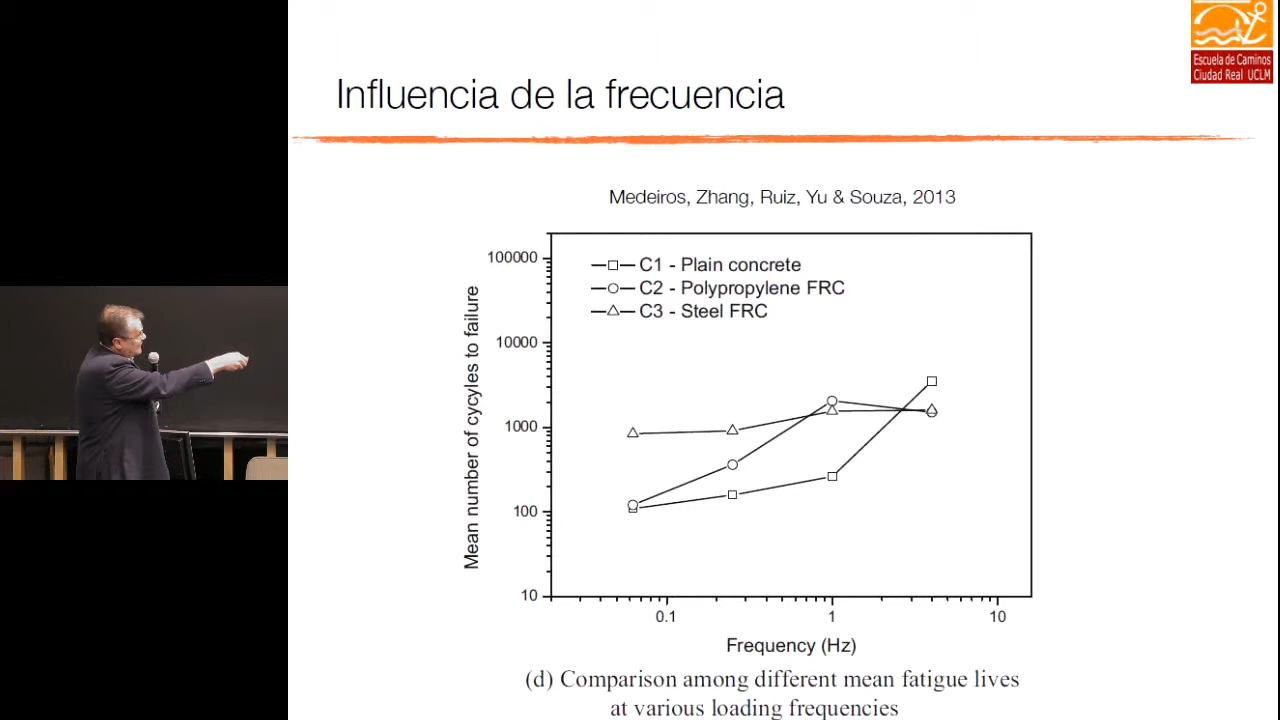 Escuela de Caminos
Ciudad Real UCLM
Influencia de la frecuencia
Medeiros, Zhang, Ruiz, Yu & Souza, 2013
C1 - Plain concrete
C2 - Polypropylene FRC
C3 - Steel FRC
Mean number of cycyles to failure
100000
10000
1000
100
10
0.1
1
10
Frequency (Hz)
(d) Comparison among different mean fatigue lives
at various loading frequencies